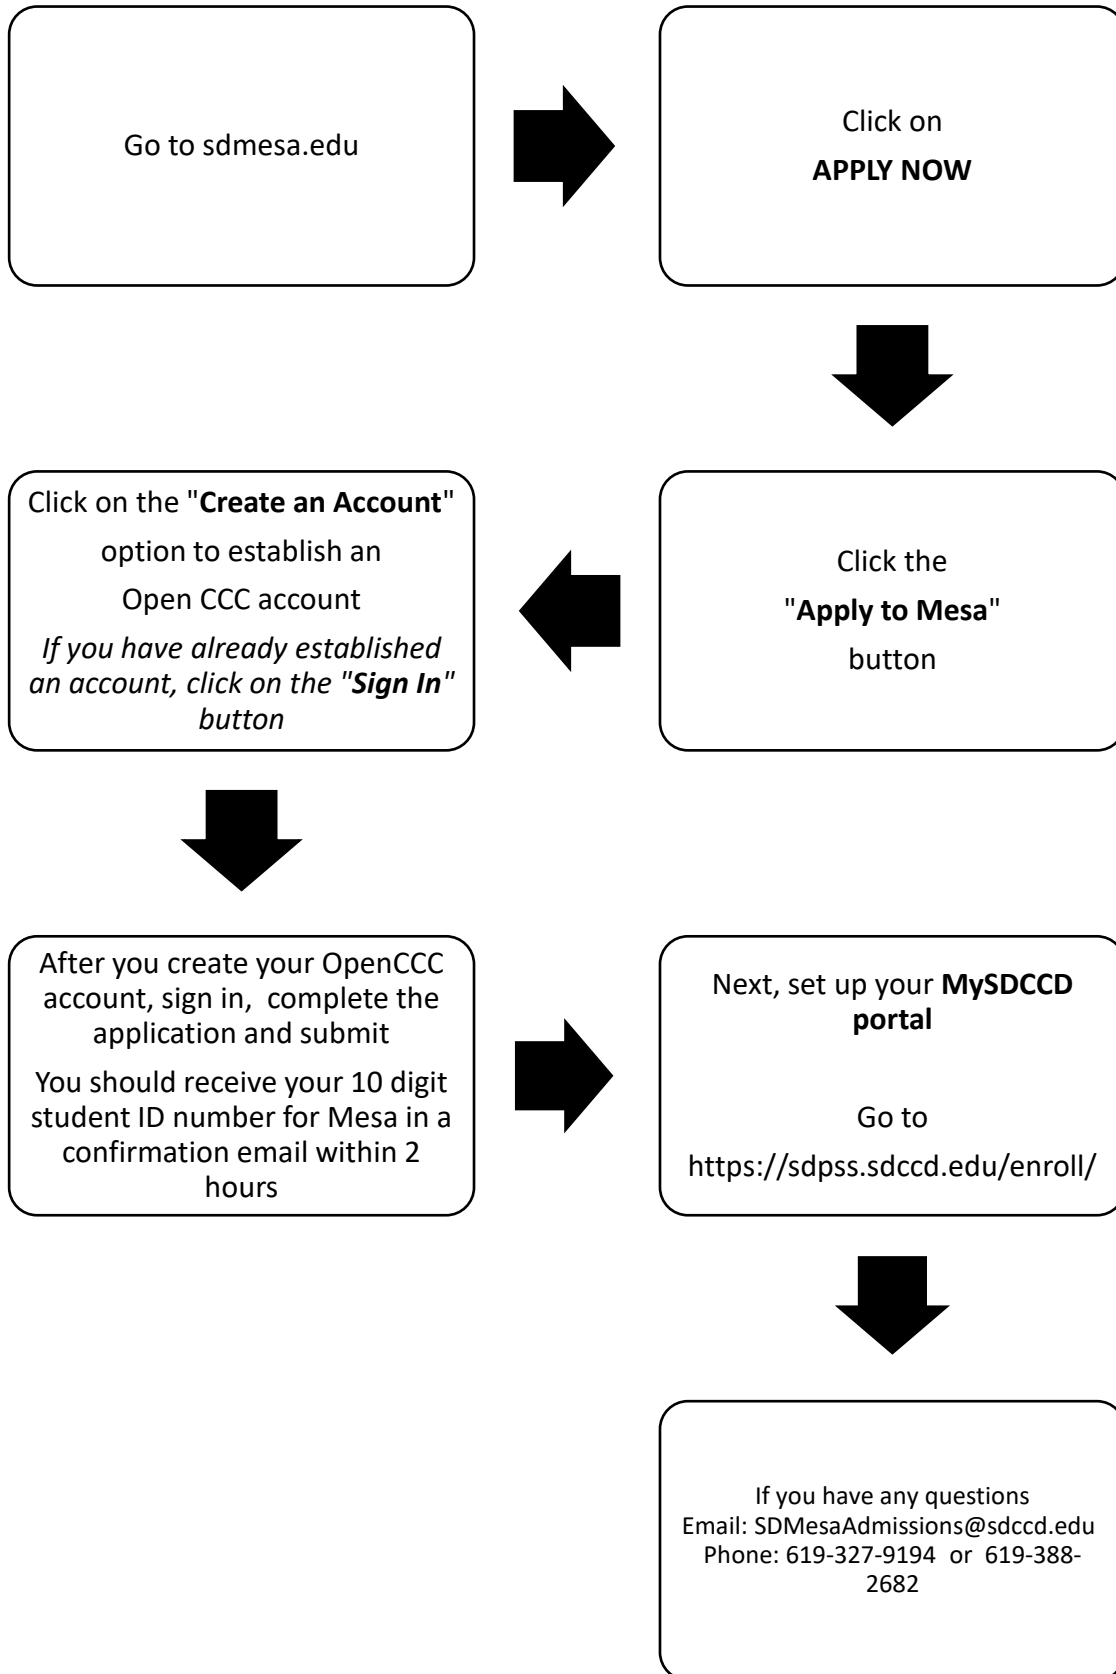 Go to sdmesa.edu
Click on
APPLY NOW
Click the
"Apply to Mesa"
button
Click on the "Create an Account"
option to establish an
Open CCC account
If you have already established
an account, click on the "Sign In"
button
After you create your OpenCCC
account, sign in,  complete the
application and submit
You should receive your 10 digit
student ID number for Mesa in a
confirmation email within 2
hours
Next, set up your MySDCCD
portal
Go to
https://sdpss.sdccd.edu/enroll/
If you have any questions
Email: SDMesaAdmissions@sdccd.edu
Phone: 619-327-9194  or  619-388-
2682